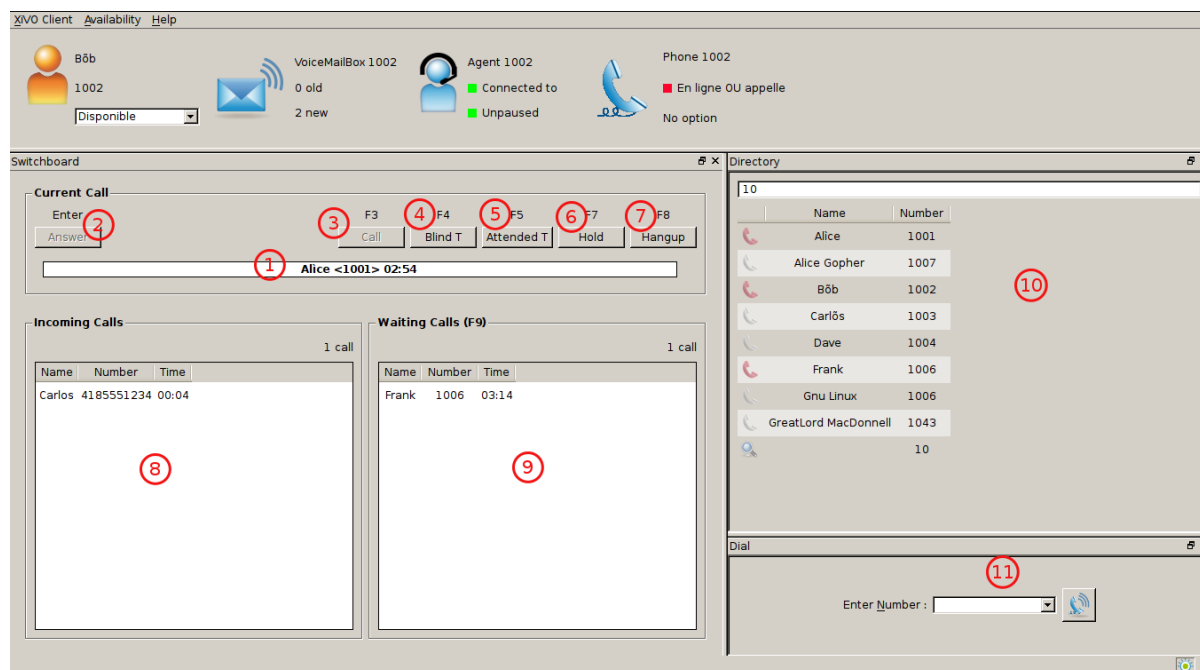 XiVO Client Availability Help
Bõb
1002
Disponible
VoiceMailBox 1002
0 old
2 new
Agent 1002
Connected to
Unpaused
Phone 1002
En ligne OU appelle
No option
Switchboard
Current Call
Enter F3 F4 F5 F7 F8
2 3 4 5 6 7
Answer Call Blind T Attended T Hold Hangup
1
Alice <1001> 02:54
Incoming Calls
1 call
Name Number Time
Carlos 4185551234 00:04
8
Waiting Calls (F9)
1 call
Name Number Time
Frank 1006 03:14
9
Directory
10
Name Number
Alice 1001
Alice Gopher 1007
Bõb 1002
Carlõs 1003
Dave 1004
Frank 1006
Gnu Linux 1006
GreatLord MacDonnell 1043
10
10
Dial
11
Enter Number :